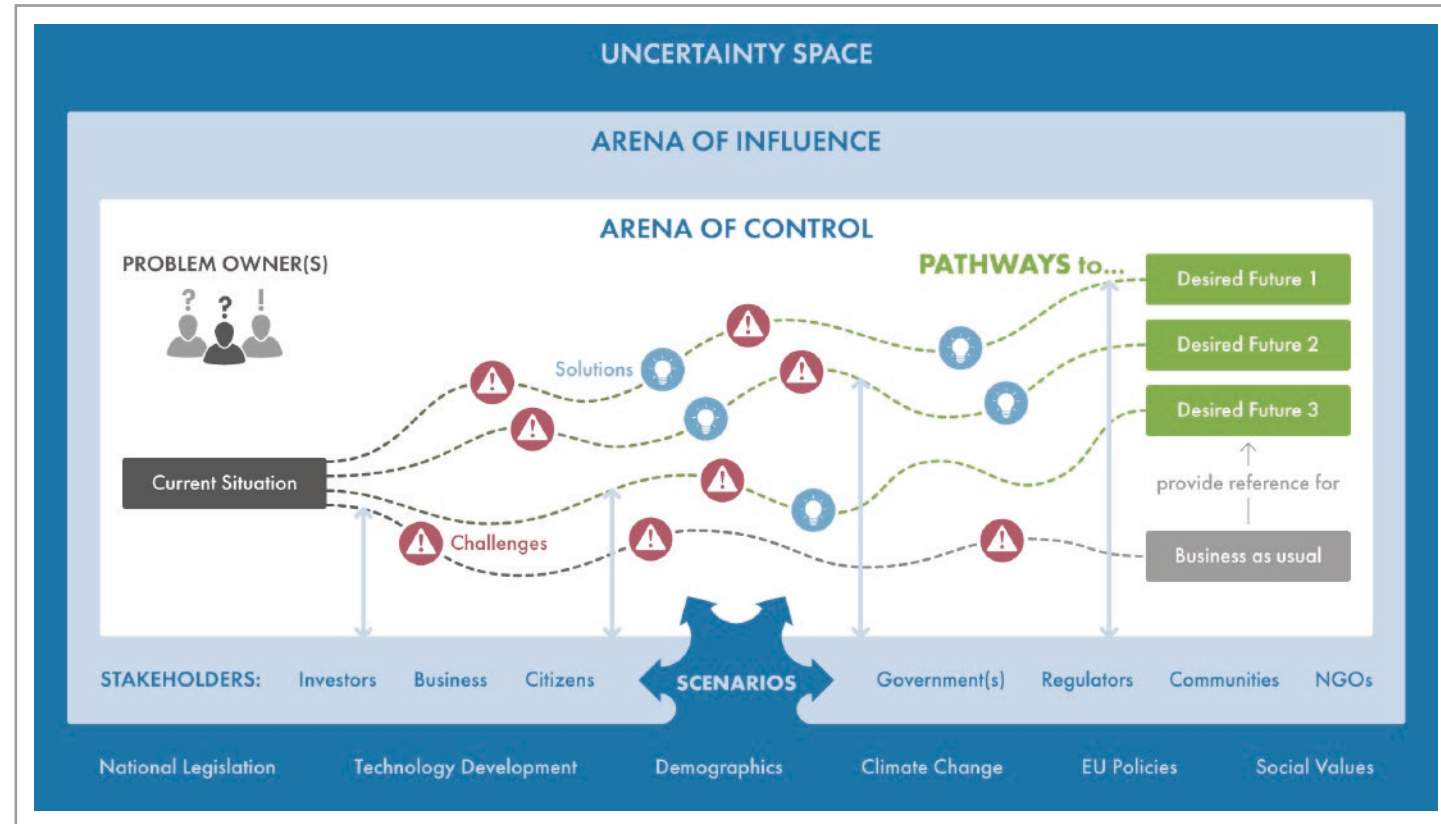 UNCERTAINTY SPACE
ARENA OF INFLUENCE
ARENA OF CONTROL
PROBLEM OWNER(S)
? ? !
PATHWAYS to...
Desired Future 1
Desired Future 2
Desired Future 3
Solutions
Current Situation
provide reference for
Challenges
Business as usual
STAKEHOLDERS: Investors Business Citizens SCENARIOS Government(s) Regulators Communities NGOs
National Legislation Technology Development Demographics Climate Change EU Policies Social Values